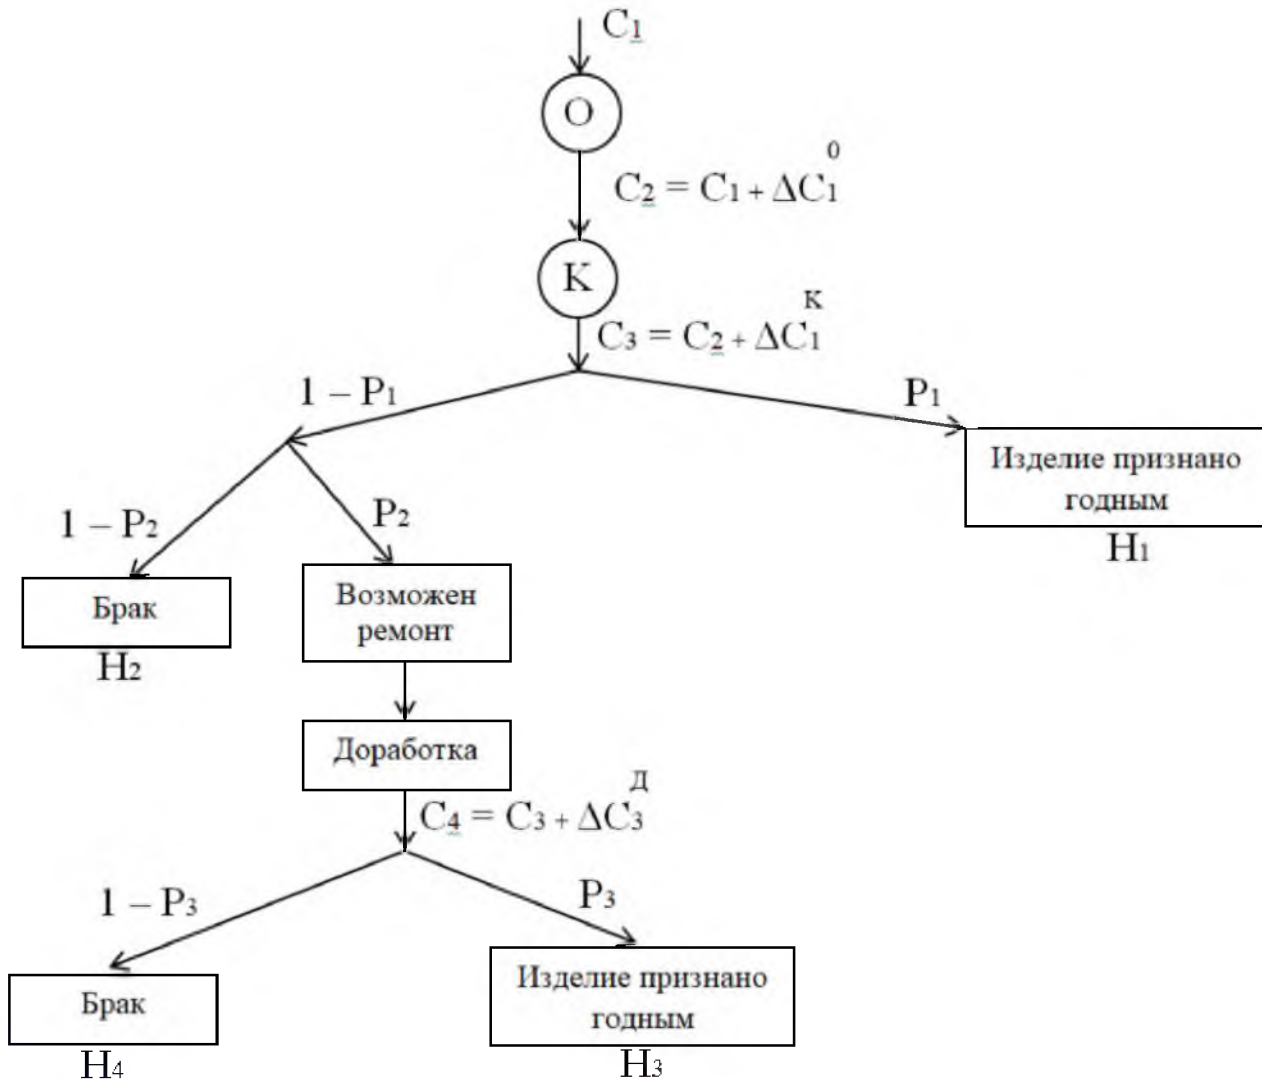 C1
O
0
C2 = C1 + ΔC1
K
К
C3 = C2 + ΔC1
1 – P1
P1
Изделие признано
годным
H1
1 – P2
P2
Брак
H2
Возможен
ремонт
Доработка
Д
C4 = C3 + ΔC3
1 – P3
P3
Брак
H4
Изделие признано
годным
H3